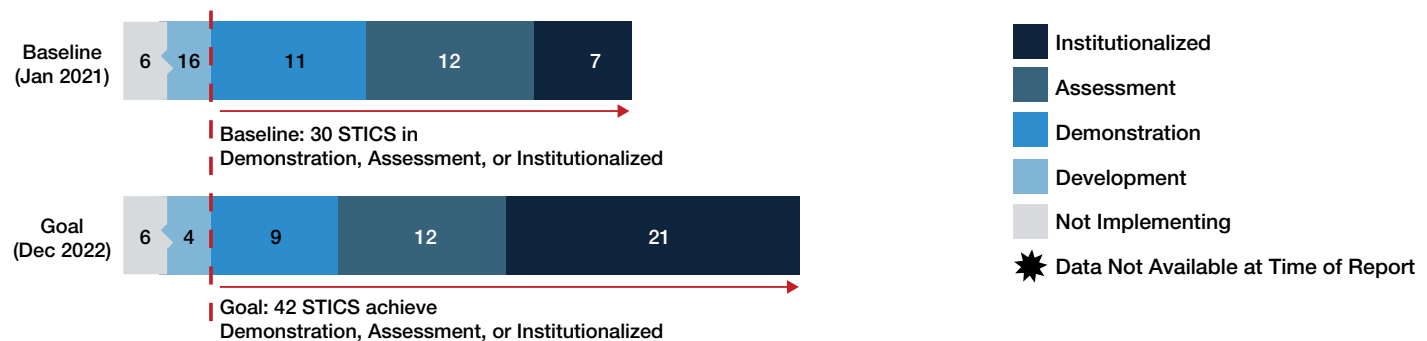 Baseline
(Jan 2021)
6 16 11 12 7
Baseline: 30 STICS in
Demonstration, Assessment, or Institutionalized
Goal
(Dec 2022)
6 4 9 12 21
Goal: 42 STICS achieve
Demonstration, Assessment, or Institutionalized
Institutionalized
Assessment
Demonstration
Development
Not Implementing
Data Not Available at Time of Report